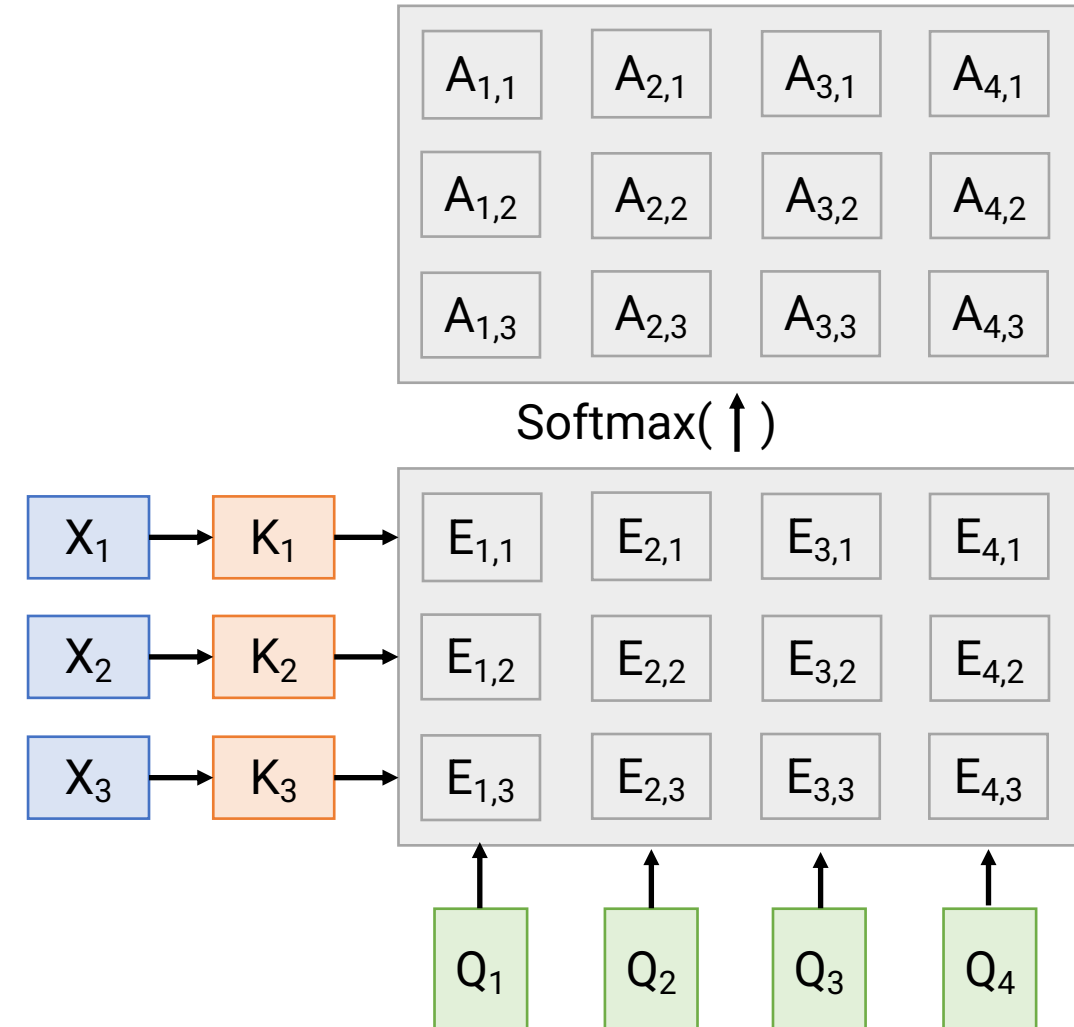 A1,1 A2,1 A3,1 A4,1
A1,2 A2,2 A3,2 A4,2
A1,3 A2,3 A3,3 A4,3
Softmax( ↑ )
X1 K1 E1,1 E2,1 E3,1 E4,1
X2 K2 E1,2 E2,2 E3,2 E4,2
X3 K3 E1,3 E2,3 E3,3 E4,3
Q1 Q2 Q3 Q4